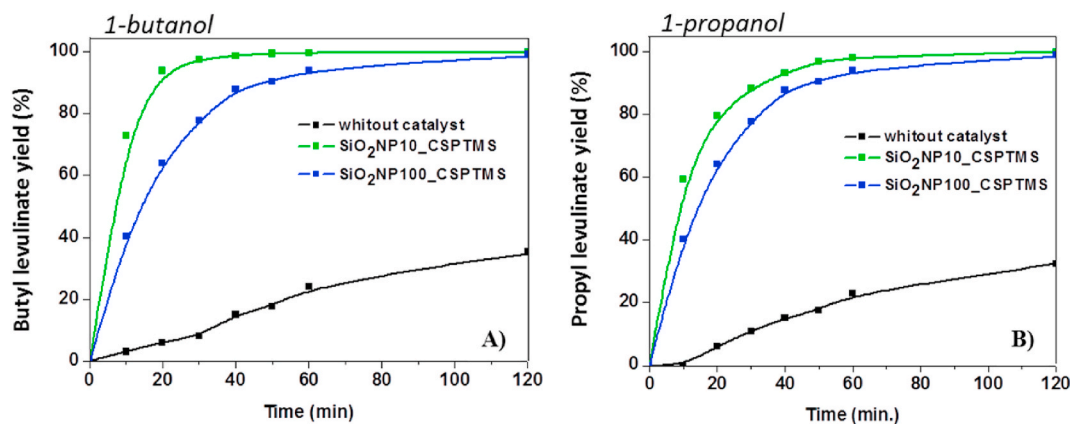 1-butanol
Butyl levulinate yield (%)
100
80
60
40
20
0
whitout catalyst
SiO₂NP10_CSPTMS
SiO₂NP100_CSPTMS
A)
0 20 40 60 80 100 120
Time (min)
1-propanol
Propyl levulinate yield (%)
100
80
60
40
20
0
whitout catalyst
SiO₂NP10_CSPTMS
SiO₂NP100_CSPTMS
B)
0 20 40 60 80 100 120
Time (min.)